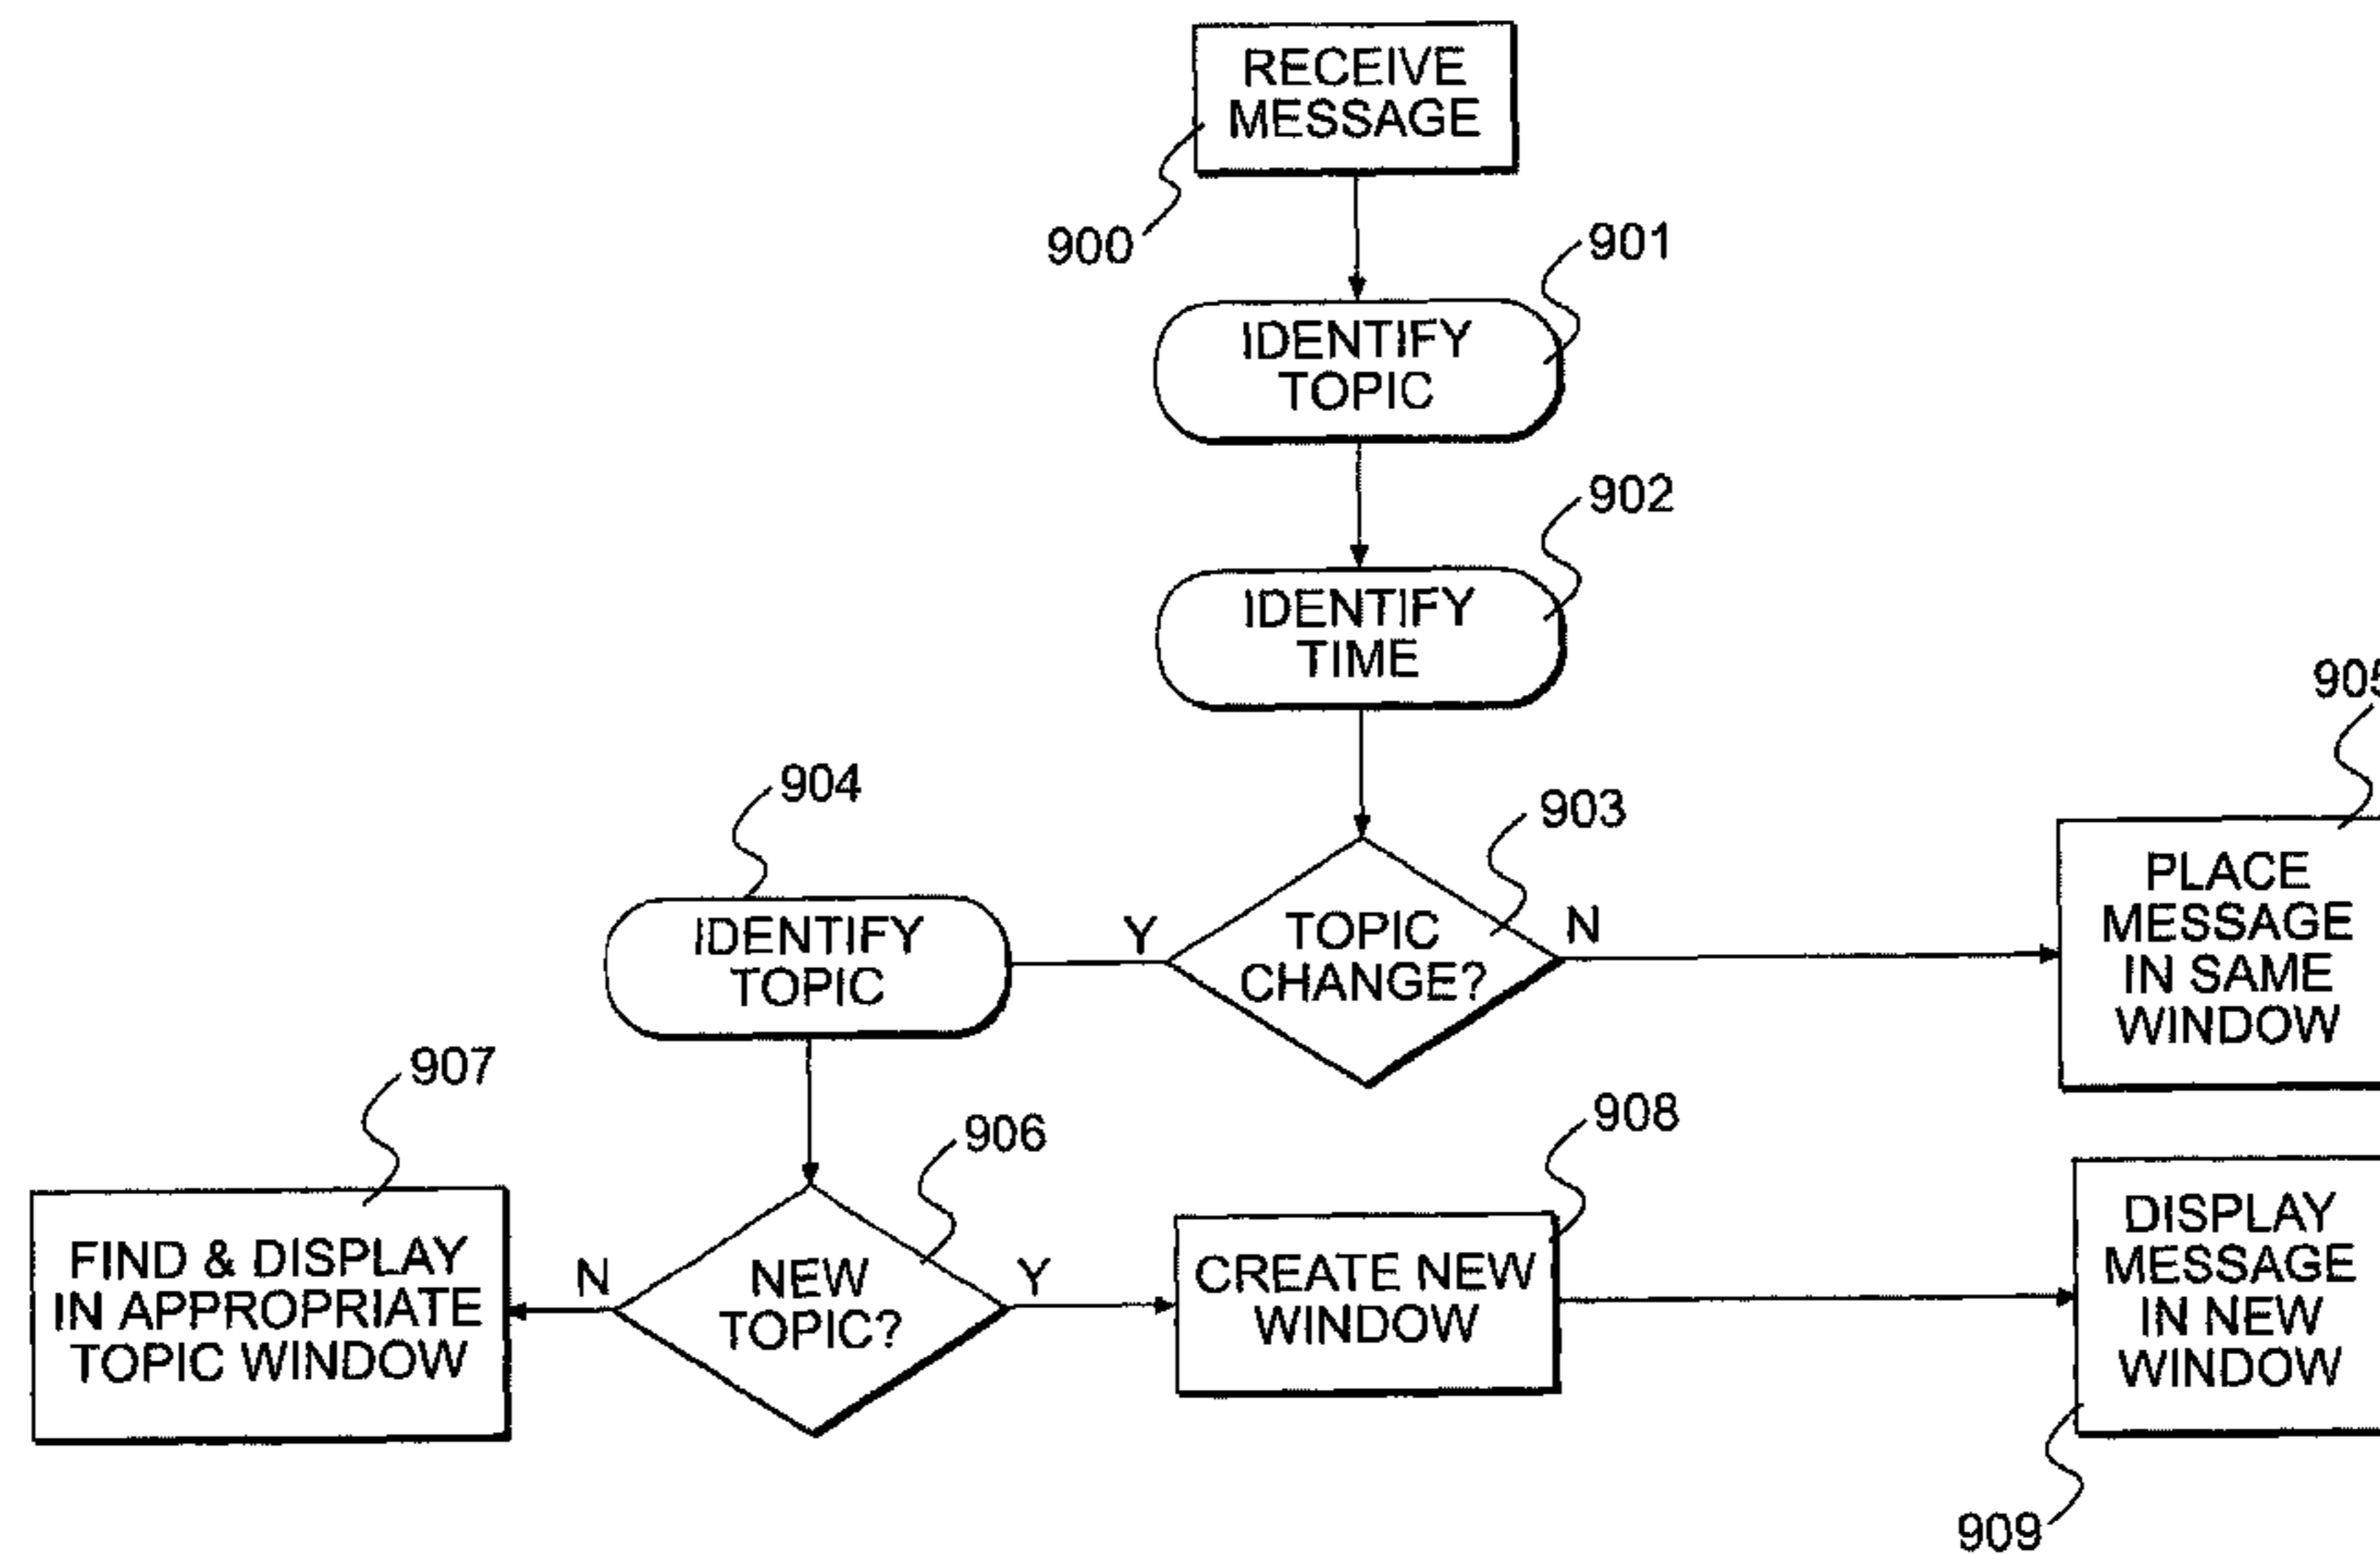 RECEIVE
MESSAGE
900
901
IDENTIFY
TOPIC
902
IDENTIFY
TIME
905
904
903
IDENTIFY
TOPIC
Y
TOPIC
CHANGE?
N
PLACE
MESSAGE
IN SAME
WINDOW
907
906
908
FIND & DISPLAY
IN APPROPRIATE
TOPIC WINDOW
N
NEW
TOPIC?
Y
CREATE NEW
WINDOW
DISPLAY
MESSAGE
IN NEW
WINDOW
909